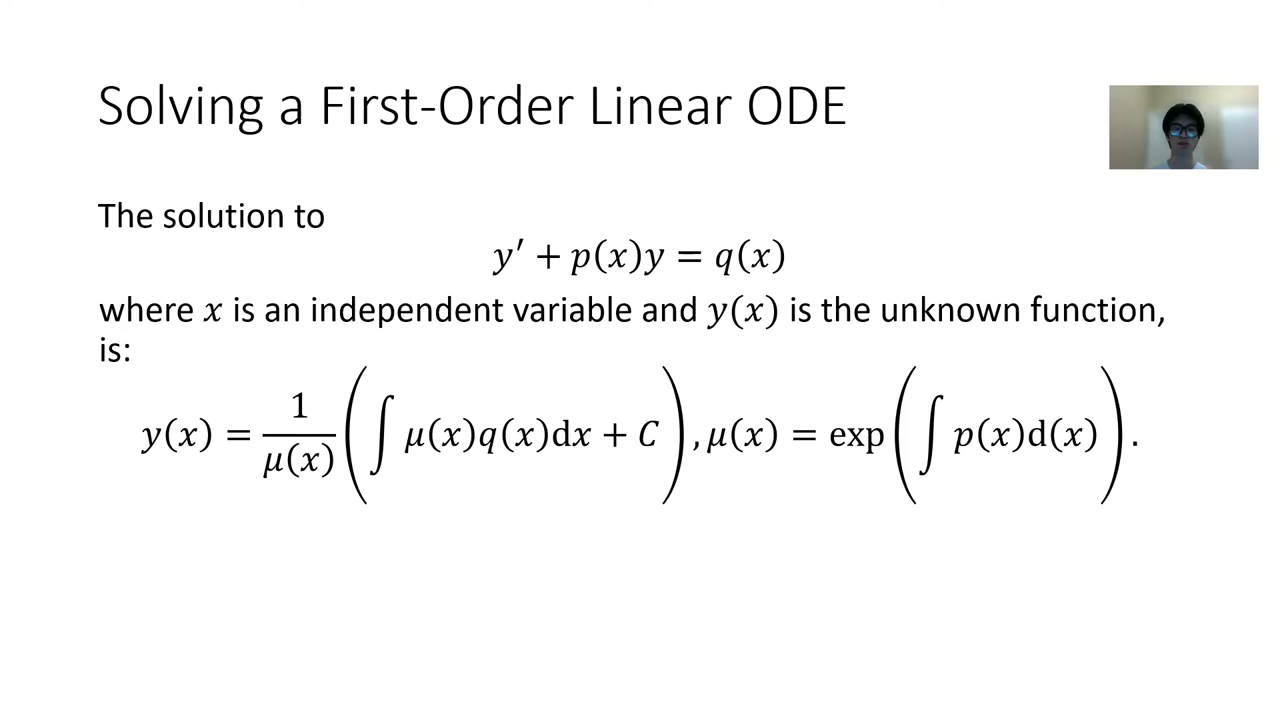 Solving a First-Order Linear ODE
The solution to
y′ + p(x)y = q(x)
where x is an independent variable and y(x) is the unknown function,
is:
y(x) = 1/μ(x) (∫ μ(x)q(x)dx + C), μ(x) = exp(∫ p(x)d(x)).